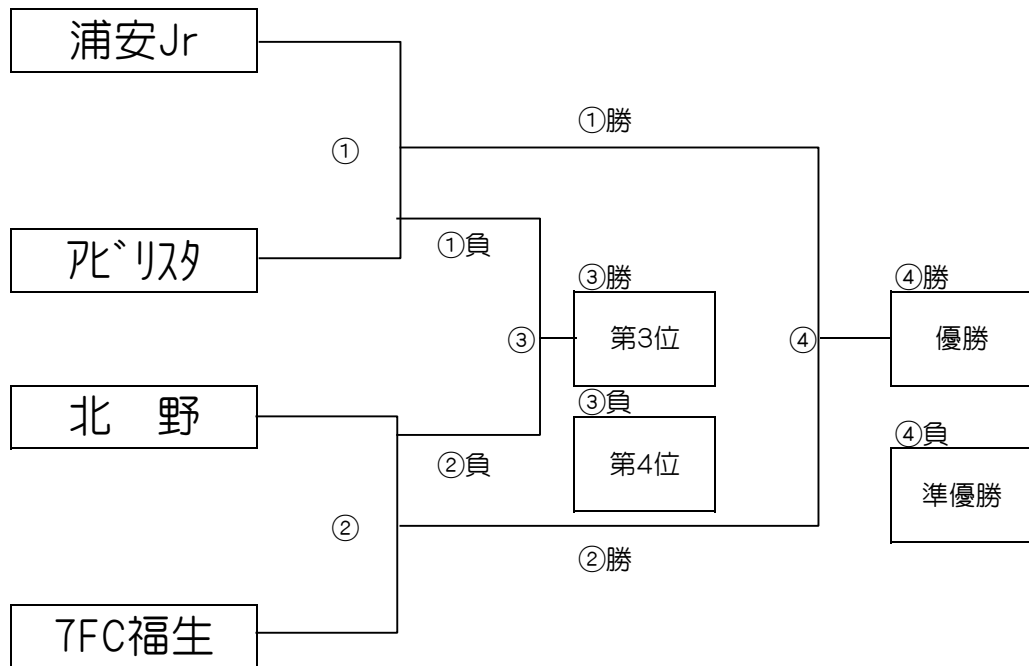 浦安Jr
①勝
①
アビリスタ
①負
③勝
④勝
③
第3位
④
優勝
北　野
③負
④負
②負
第4位
準優勝
②
②勝
7FC福生